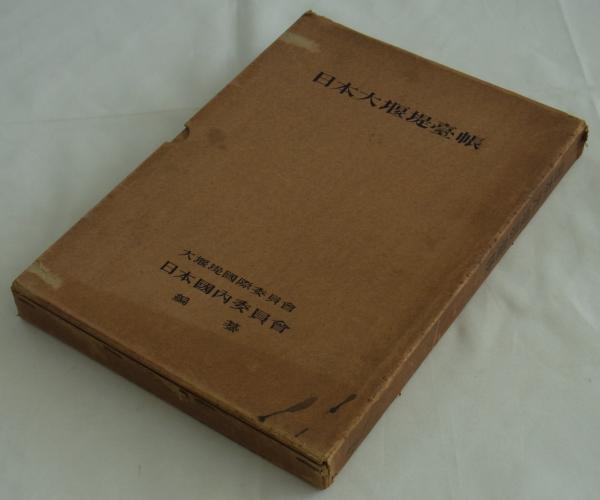 日本大堰堤臺帳
大堰堤國際委員會
日本國內委員會
編纂